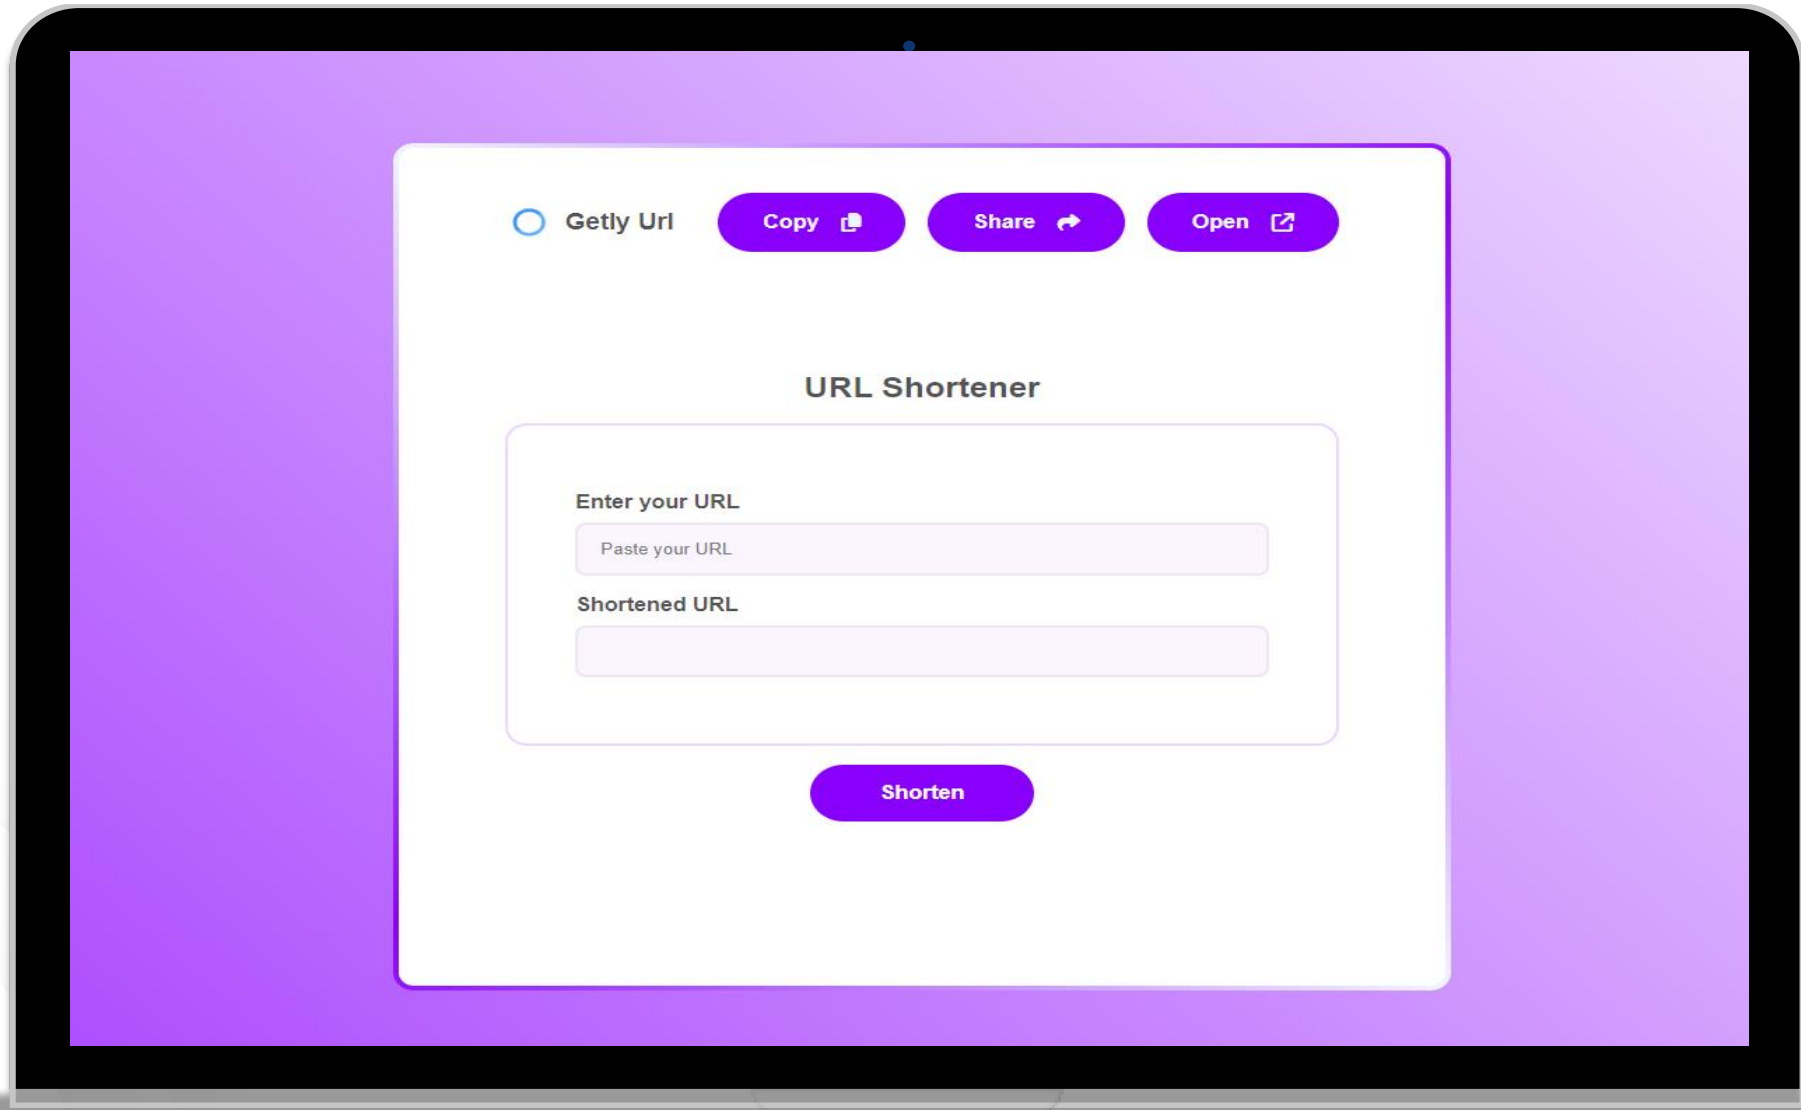 Getly Url Copy Share Open
URL Shortener
Enter your URL
Paste your URL
Shortened URL
Shorten